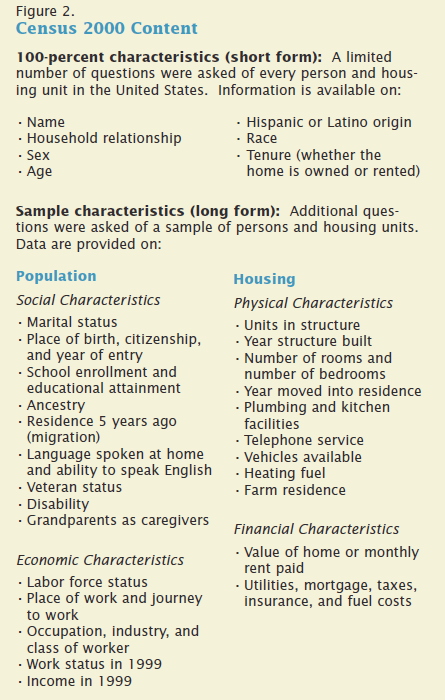 Figure 2.
Census 2000 Content
100-percent characteristics (short form): A limited
number of questions were asked of every person and hous-
ing unit in the United States. Information is available on:
· Name
· Household relationship
· Sex
· Age
· Hispanic or Latino origin
· Race
· Tenure (whether the
home is owned or rented)
Sample characteristics (long form): Additional ques-
tions were asked of a sample of persons and housing units.
Data are provided on:
Population
Social Characteristics
· Marital status
· Place of birth, citizenship,
and year of entry
· School enrollment and
educational attainment
· Ancestry
· Residence 5 years ago
(migration)
· Language spoken at home
and ability to speak English
· Veteran status
· Disability
· Grandparents as caregivers
Economic Characteristics
· Labor force status
· Place of work and journey
to work
· Occupation, industry, and
class of worker
· Work status in 1999
· Income in 1999
Housing
Physical Characteristics
· Units in structure
· Year structure built
· Number of rooms and
number of bedrooms
· Year moved into residence
· Plumbing and kitchen
facilities
· Telephone service
· Vehicles available
· Heating fuel
· Farm residence
Financial Characteristics
· Value of home or monthly
rent paid
· Utilities, mortgage, taxes,
insurance, and fuel costs